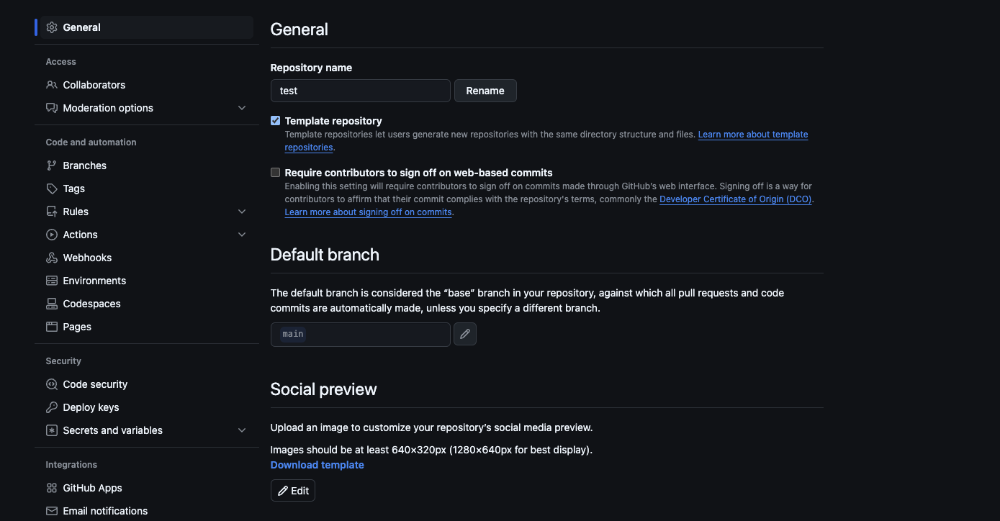 General
Access
Collaborators
Moderation options
Code and automation
Branches
Tags
Rules
Actions
Webhooks
Environments
Codespaces
Pages
Security
Code security
Deploy keys
Secrets and variables
Integrations
GitHub Apps
Email notifications
General
Repository name
test
Rename
Template repository
Template repositories let users generate new repositories with the same directory structure and files. Learn more about template
repositories.
Require contributors to sign off on web-based commits
Enabling this setting will require contributors to sign off on commits made through GitHub’s web interface. Signing off is a way for
contributors to affirm that their commit complies with the repository's terms, commonly the Developer Certificate of Origin (DCO).
Learn more about signing off on commits.
Default branch
The default branch is considered the “base” branch in your repository, against which all pull requests and code
commits are automatically made, unless you specify a different branch.
main
Social preview
Upload an image to customize your repository’s social media preview.
Images should be at least 640×320px (1280×640px for best display).
Download template
Edit